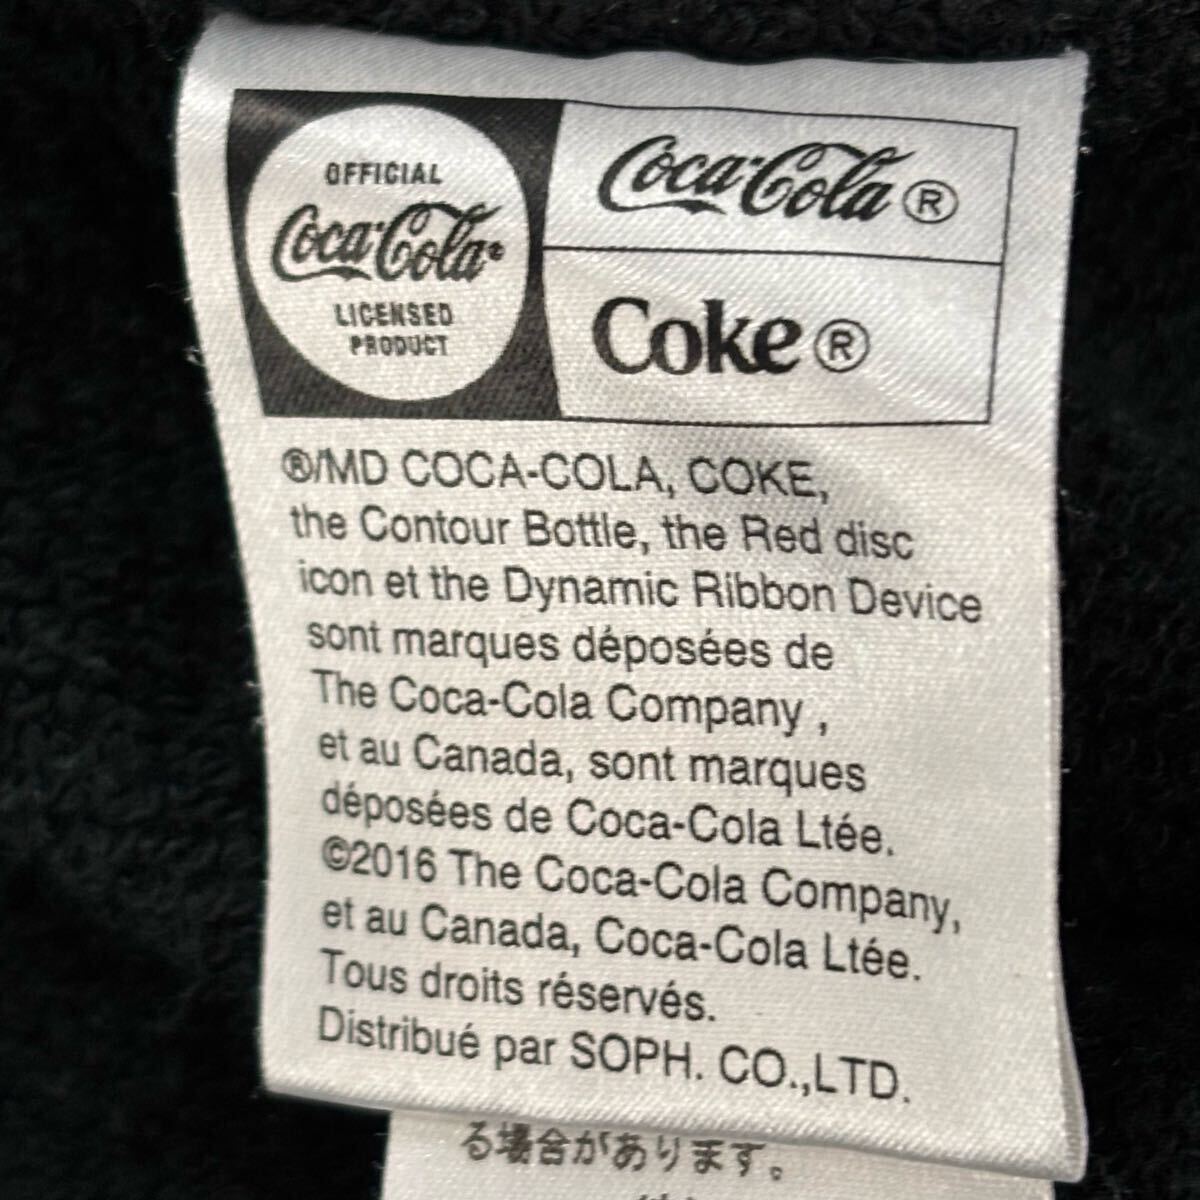 OFFICIAL
Coca-Cola®
LICENSED
PRODUCT
Coca-Cola®
Coke®
®/MD COCA-COLA, COKE,
the Contour Bottle, the Red disc
icon et the Dynamic Ribbon Device
sont marques déposées de
The Coca-Cola Company ,
et au Canada, sont marques
déposées de Coca-Cola Ltée.
©2016 The Coca-Cola Company,
et au Canada, Coca-Cola Ltée.
Tous droits réservés.
Distribué par SOPH. CO.,LTD.
る場合があります。